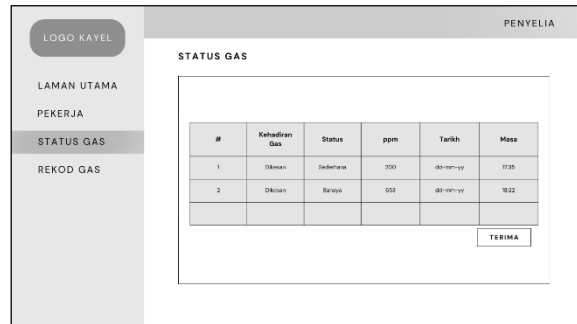 PENYELIA
LOGO KAYEL
STATUS GAS
LAMAN UTAMA
PEKERJA
STATUS GAS
REKOD GAS
# Kehadiran Gas Status ppm Tarikh Masa
1 Dikesan Sederhana 200 dd-mm-yy 17:35
2 Dikesan Bahaya 653 dd-mm-yy 18:22
TERIMA